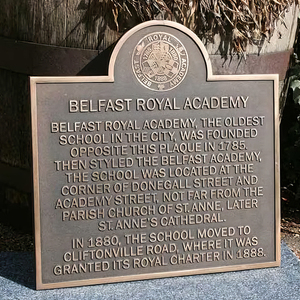 BELFAST ROYAL ACADEMY
BELFAST ROYAL ACADEMY, THE OLDEST
SCHOOL IN THE CITY, WAS FOUNDED
OPPOSITE THIS PLAQUE IN 1785.
THEN STYLED THE BELFAST ACADEMY,
THE SCHOOL WAS LOCATED AT THE
CORNER OF DONEGALL STREET AND
ACADEMY STREET, NOT FAR FROM THE
PARISH CHURCH OF ST. ANNE, LATER
ST. ANNE'S CATHEDRAL.
IN 1880, THE SCHOOL MOVED TO
CLIFTONVILLE ROAD, WHERE IT WAS
GRANTED ITS ROYAL CHARTER IN 1888.